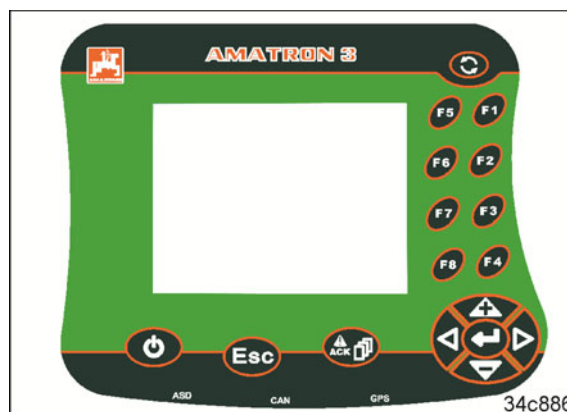 AMATRON 3
F5 F1
F6 F2
F7 F3
F8 F4
Esc
ACK
ASD CAN GPS
34c886